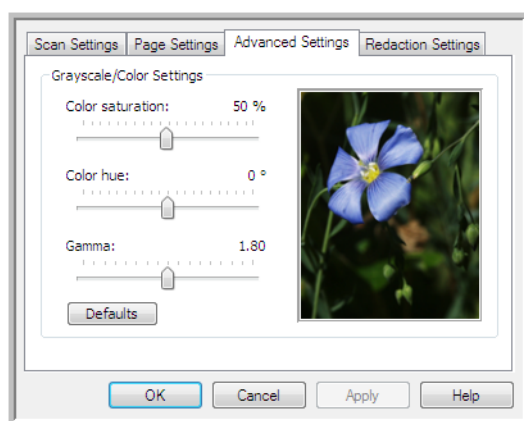 Scan Settings Page Settings Advanced Settings Redaction Settings
Grayscale/Color Settings
Color saturation: 50 %
Color hue: 0 °
Gamma: 1.80
Defaults
OK Cancel Apply Help